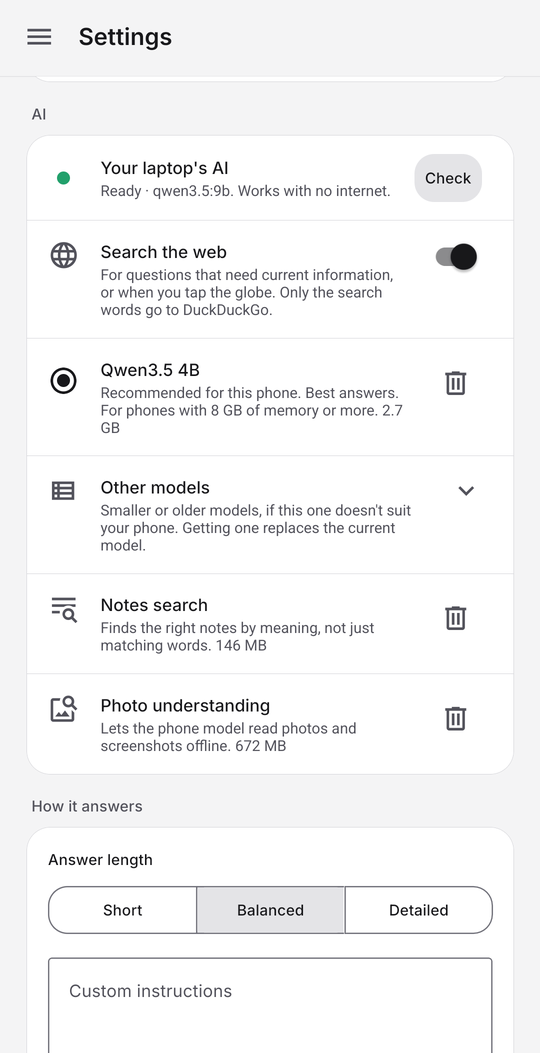 Settings
AI
Your laptop's AI
Ready · qwen3.5:9b. Works with no internet.
Check
Search the web
For questions that need current information,
or when you tap the globe. Only the search
words go to DuckDuckGo.
Qwen3.5 4B
Recommended for this phone. Best answers.
For phones with 8 GB of memory or more. 2.7
GB
Other models
Smaller or older models, if this one doesn't suit
your phone. Getting one replaces the current
model.
Notes search
Finds the right notes by meaning, not just
matching words. 146 MB
Photo understanding
Lets the phone model read photos and
screenshots offline. 672 MB
How it answers
Answer length
Short
Balanced
Detailed
Custom instructions